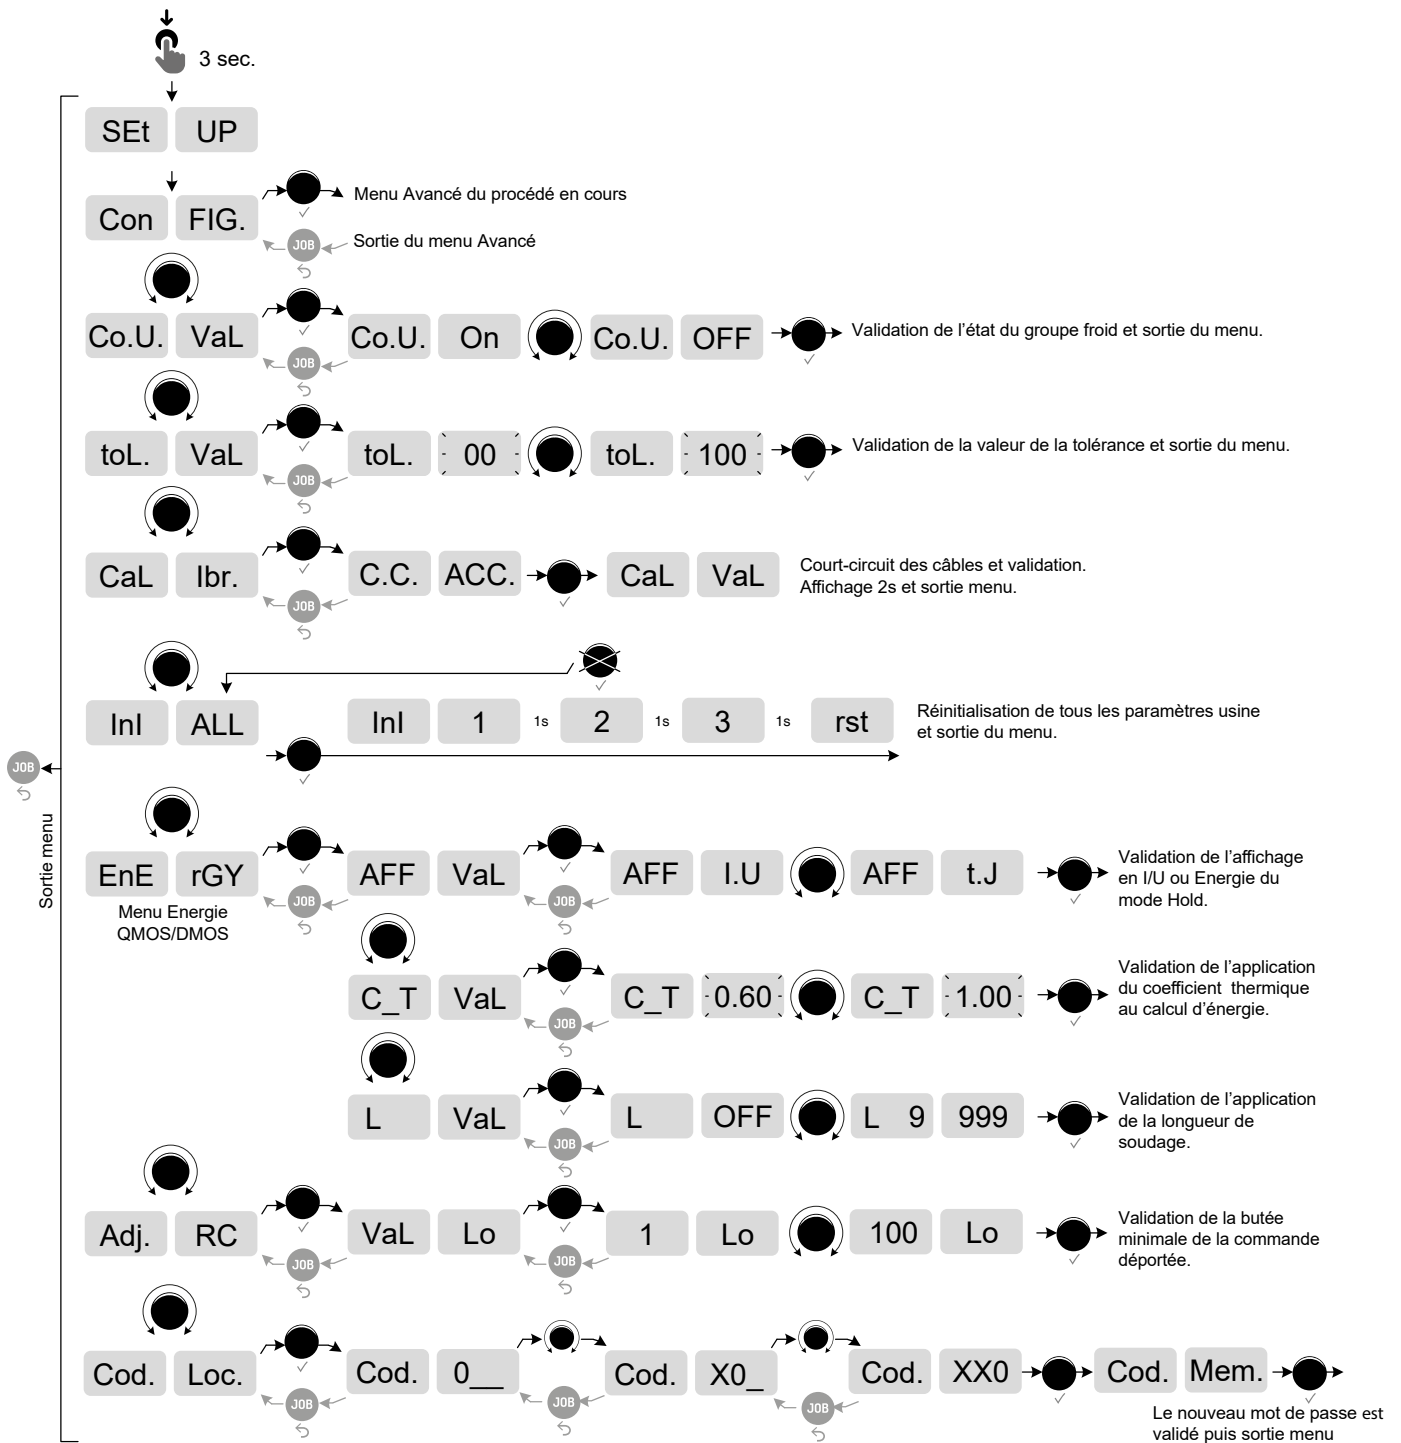 3 sec.
SEt UP
Con FIG. Menu Avancé du procédé en cours
JOB Sortie du menu Avancé
Co.U. VaL Co.U. On Co.U. OFF Validation de l'état du groupe froid et sortie du menu.
JOB
toL. VaL toL. 00 toL. 100 Validation de la valeur de la tolérance et sortie du menu.
JOB
CaL Ibr. C.C. ACC. CaL VaL Court-circuit des câbles et validation.
Affichage 2s et sortie menu.
JOB
InI ALL InI 1 1s 2 1s 3 1s rst Réinitialisation de tous les paramètres usine
et sortie du menu.
JOB
Sortie menu
EnE rGY AFF VaL AFF I.U AFF t.J Validation de l'affichage
en I/U ou Energie du
mode Hold.
JOB JOB
Menu Energie
QMOS/DMOS
C_T VaL C_T 0.60 C_T 1.00 Validation de l'application
du coefficient thermique
au calcul d'énergie.
JOB
L VaL L OFF L 9 999 Validation de l'application
de la longueur de
soudage.
JOB
Adj. RC VaL Lo 1 Lo 100 Lo Validation de la butée
minimale de la commande
déportée.
JOB JOB
Cod. Loc. Cod. 0__ Cod. X0_ Cod. XX0 Cod. Mem.
JOB JOB JOB
Le nouveau mot de passe est
validé puis sortie menu